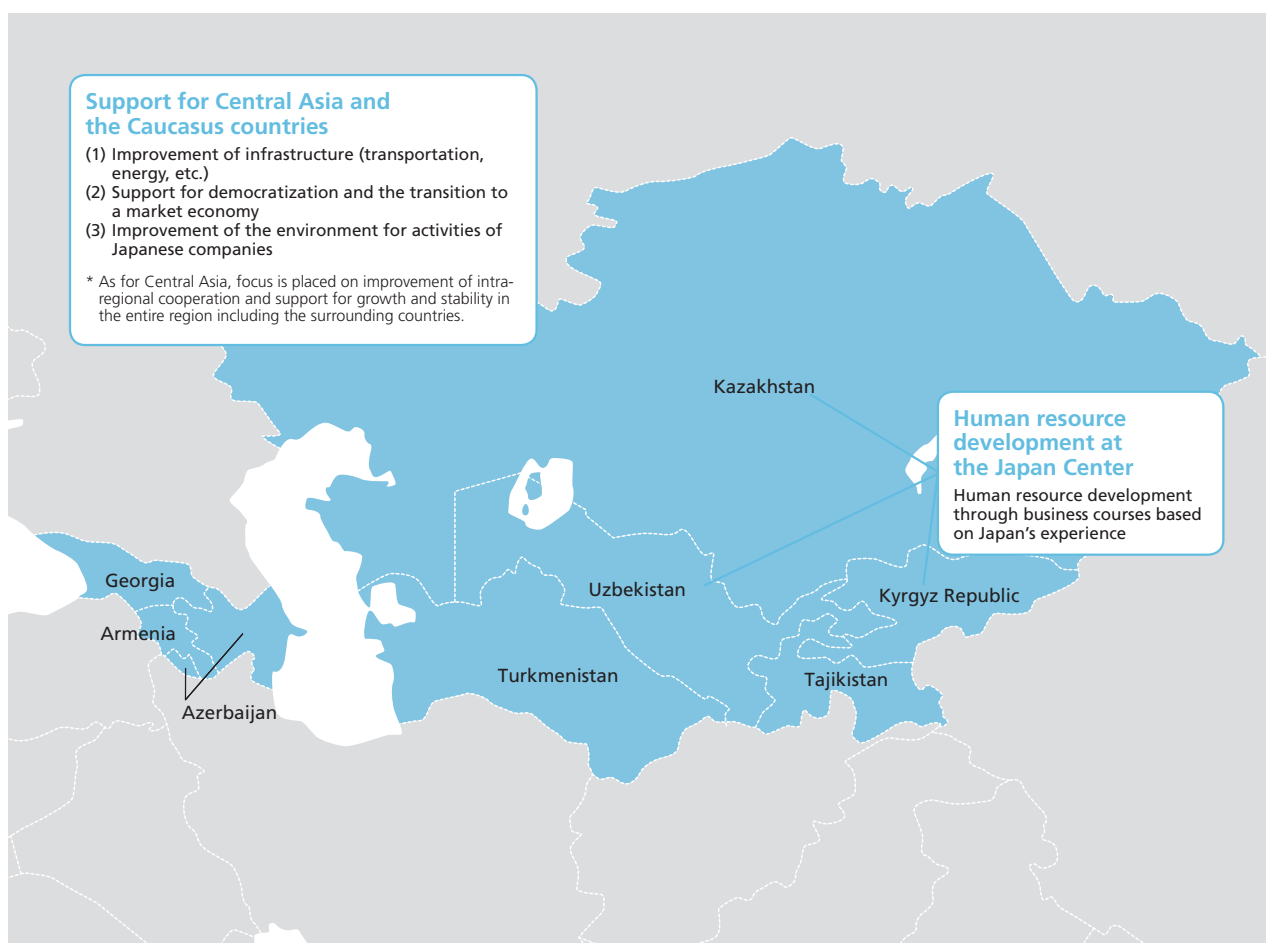 Support for Central Asia and
the Caucasus countries
(1) Improvement of infrastructure (transportation,
energy, etc.)
(2) Support for democratization and the transition to
a market economy
(3) Improvement of the environment for activities of
Japanese companies
* As for Central Asia, focus is placed on improvement of intra-
regional cooperation and support for growth and stability in
the entire region including the surrounding countries.
Kazakhstan
Human resource
development at
the Japan Center
Human resource development
through business courses based
on Japan’s experience
Georgia
Uzbekistan
Kyrgyz Republic
Armenia
Turkmenistan
Tajikistan
Azerbaijan